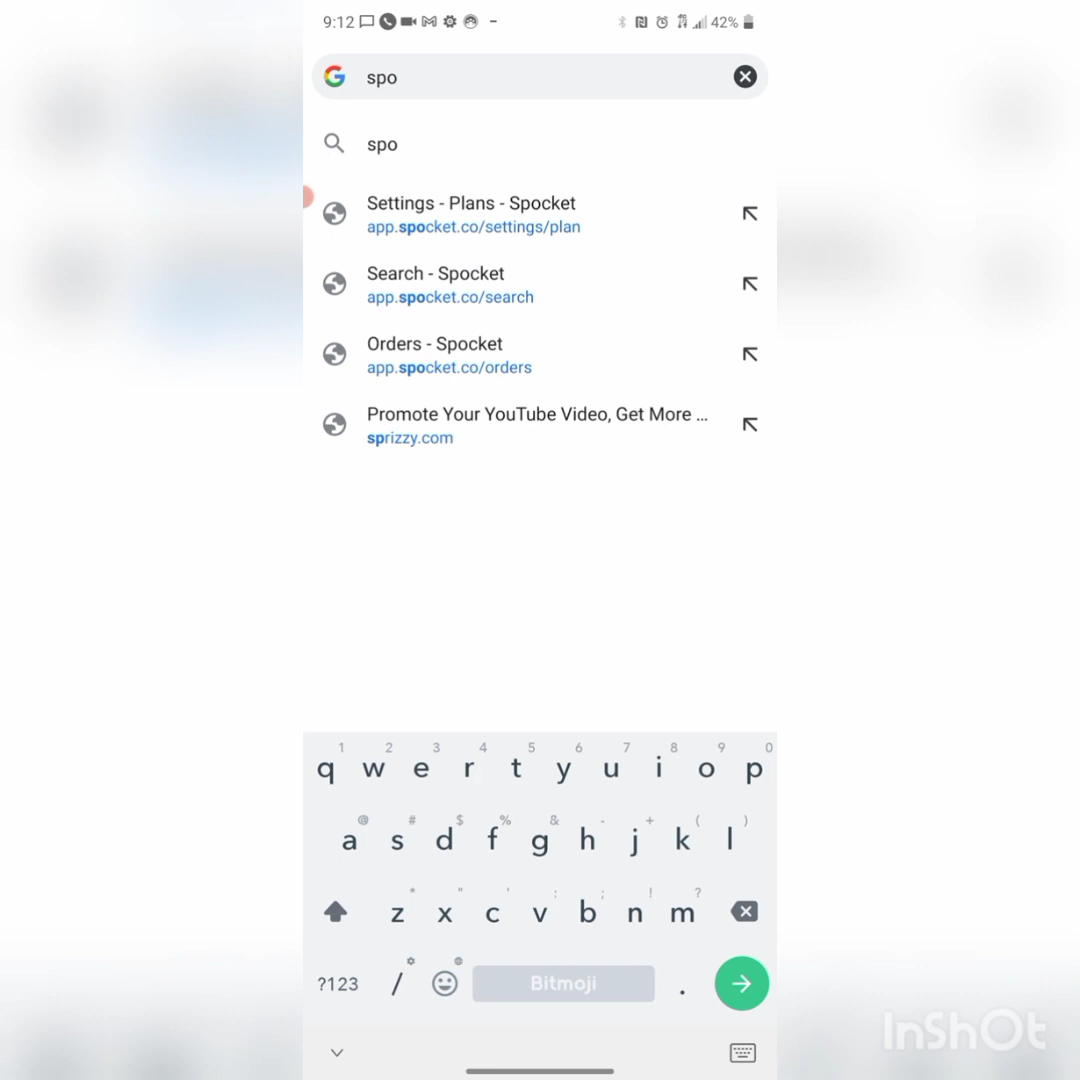 9:12 42%
spo
spo
Settings - Plans - Spocket
app.spocket.co/settings/plan
Search - Spocket
app.spocket.co/search
Orders - Spocket
app.spocket.co/orders
Promote Your YouTube Video, Get More ...
sprizzy.com
1 2 3 4 5 6 7 8 9 0
q w e r t y u i o p
@ # $ % & - + ( )
a s d f g h j k l
* " ' : ; ! ?
z x c v b n m
?123 / Bitmoji .
InShOt